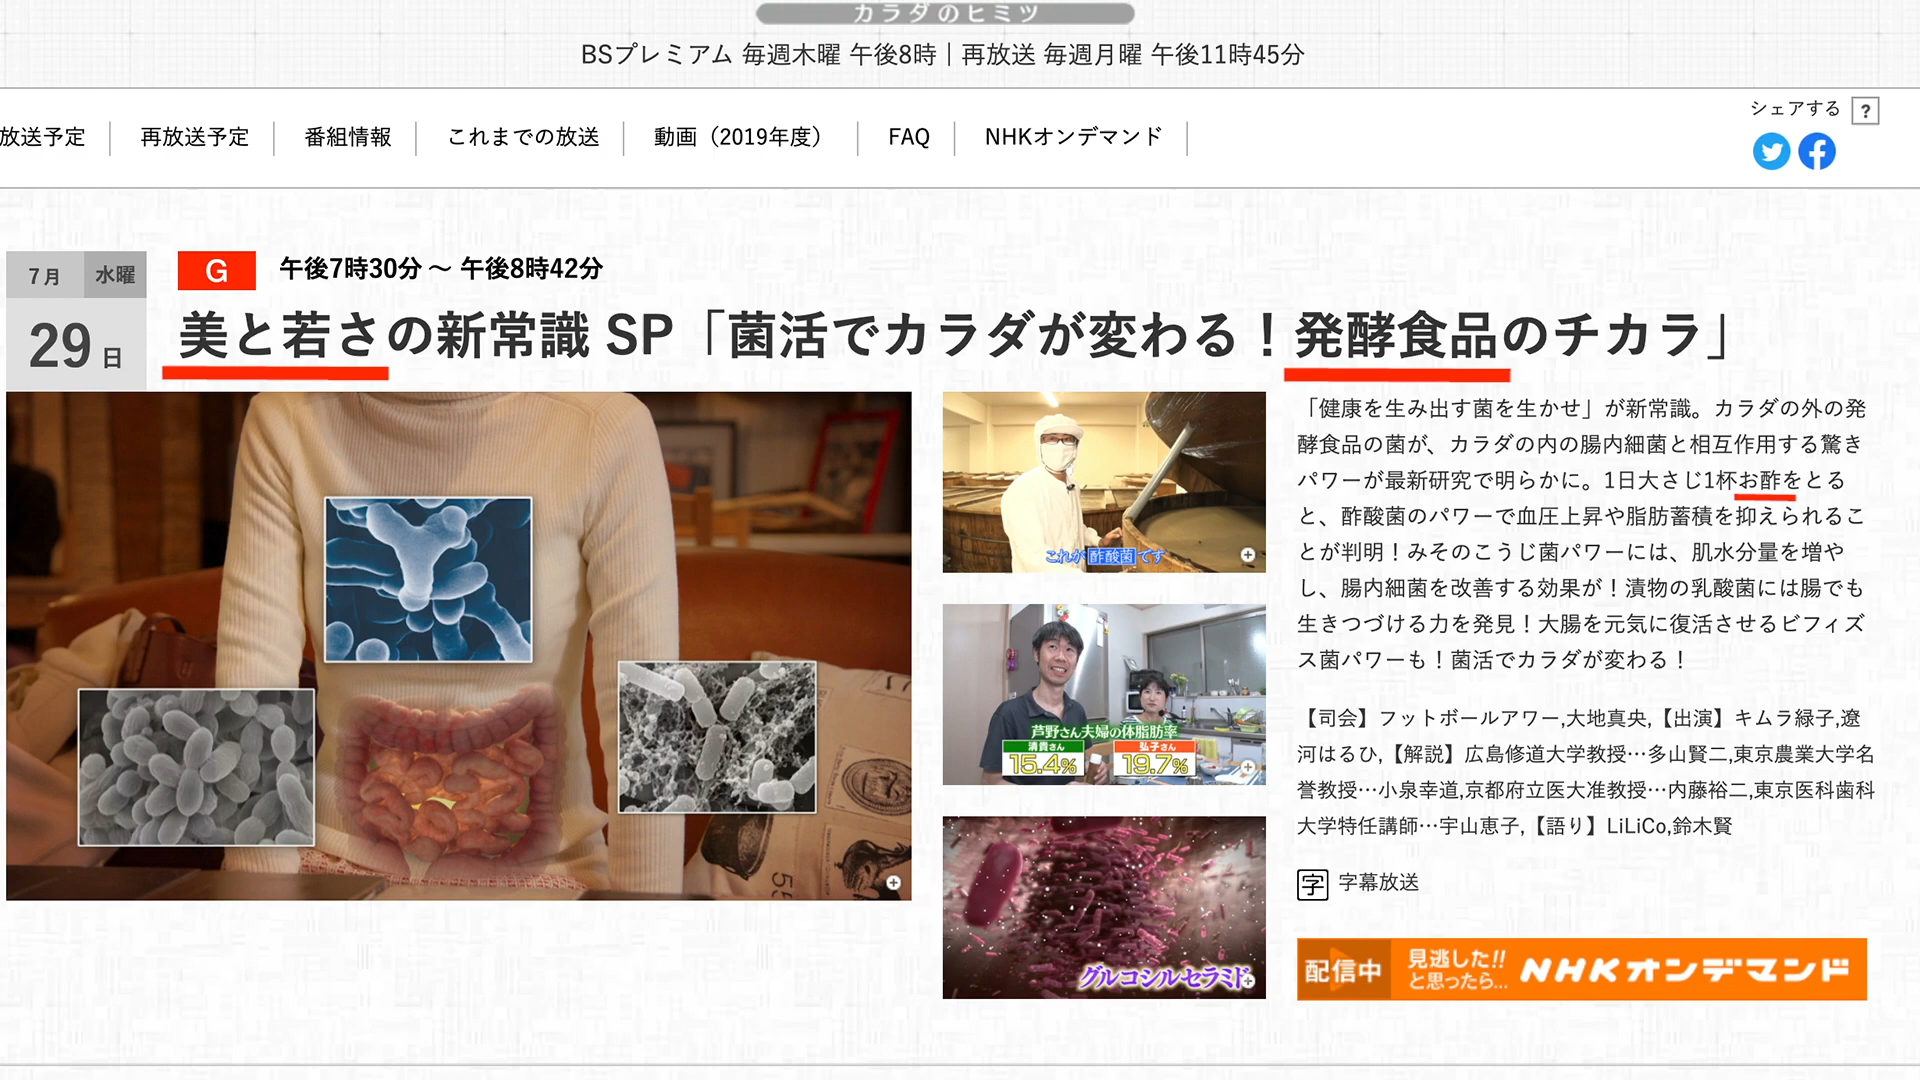 カラダのヒミツ
BSプレミアム 毎週木曜 午後8時｜再放送 毎週月曜 午後11時45分
放送予定
再放送予定
番組情報
これまでの放送
動画（2019年度）
FAQ
NHKオンデマンド
シェアする ?
7月 水曜
29日
G 午後7時30分 ～ 午後8時42分
美と若さの新常識 SP「菌活でカラダが変わる！発酵食品のチカラ」
これが酢酸菌です
芦野さん夫婦の体脂肪率
清貴さん 弘子さん
15.4% 19.7%
グルコシルセラミド
「健康を生み出す菌を生かせ」が新常識。カラダの外の発
酵食品の菌が、カラダの内の腸内細菌と相互作用する驚き
パワーが最新研究で明らかに。1日大さじ1杯お酢をとる
と、酢酸菌のパワーで血圧上昇や脂肪蓄積を抑えられるこ
とが判明！みそのこうじ菌パワーには、肌水分量を増や
し、腸内細菌を改善する効果が！漬物の乳酸菌には腸でも
生きつづける力を発見！大腸を元気に復活させるビフィズ
ス菌パワーも！菌活でカラダが変わる！
【司会】フットボールアワー,大地真央,【出演】キムラ緑子,遼
河はるひ,【解説】広島修道大学教授…多山賢二,東京農業大学名
誉教授…小泉幸道,京都府立医大准教授…内藤裕二,東京医科歯科
大学特任講師…宇山恵子,【語り】LiLiCo,鈴木賢
字 字幕放送
配信中 見逃した!!
と思ったら... NHKオンデマンド
55